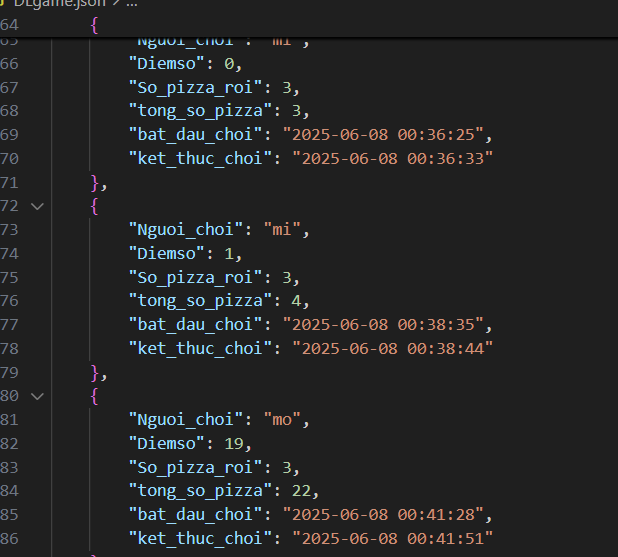 DLgame.json > ...
64 {
65 "Nguoi_choi": "mi",
66 "Diemso": 0,
67 "So_pizza_roi": 3,
68 "tong_so_pizza": 3,
69 "bat_dau_choi": "2025-06-08 00:36:25",
70 "ket_thuc_choi": "2025-06-08 00:36:33"
71 },
72 {
73 "Nguoi_choi": "mi",
74 "Diemso": 1,
75 "So_pizza_roi": 3,
76 "tong_so_pizza": 4,
77 "bat_dau_choi": "2025-06-08 00:38:35",
78 "ket_thuc_choi": "2025-06-08 00:38:44"
79 },
80 {
81 "Nguoi_choi": "mo",
82 "Diemso": 19,
83 "So_pizza_roi": 3,
84 "tong_so_pizza": 22,
85 "bat_dau_choi": "2025-06-08 00:41:28",
86 "ket_thuc_choi": "2025-06-08 00:41:51"